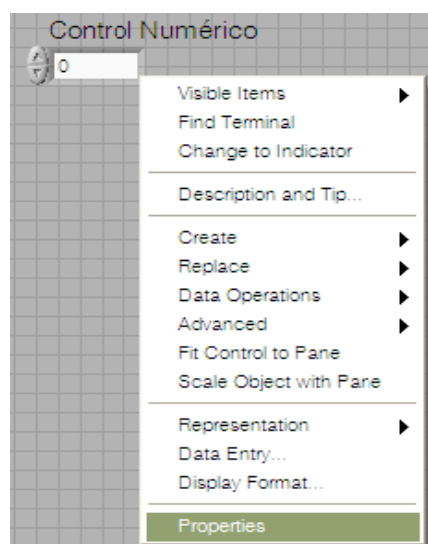 Control Numérico
0
Visible Items
Find Terminal
Change to Indicator
Description and Tip...
Create
Replace
Data Operations
Advanced
Fit Control to Pane
Scale Object with Pane
Representation
Data Entry...
Display Format...
Properties